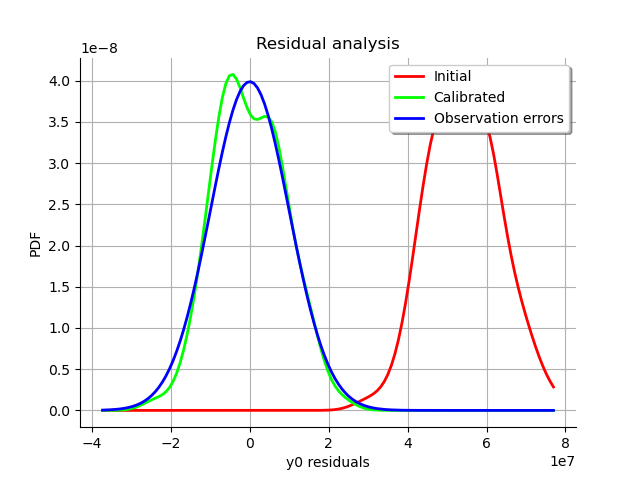 Residual analysis
1e−8
Initial
Calibrated
Observation errors
4.0
3.5
3.0
2.5
2.0
1.5
1.0
0.5
0.0
PDF
−4
−2
0
2
4
6
8
y0 residuals
1e7